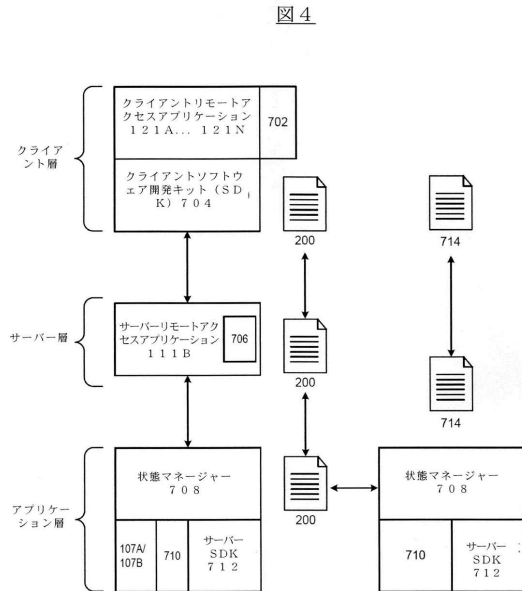 図４
クライアントリモートア
クセスアプリケーション
１２１Ａ... １２１Ｎ
702
クライアン
ト層
クライアントソフトウ
ェア開発キット（ＳＤ
Ｋ）７０４
200
714
サーバー層
サーバーリモートアク
セスアプリケーション
１１１Ｂ
706
200
714
アプリケー
ション層
状態マネージャー
７０８
107A/
107B
710
サーバー
SDK
７１２
200
状態マネージャー
７０８
710
サーバー
SDK
７１２